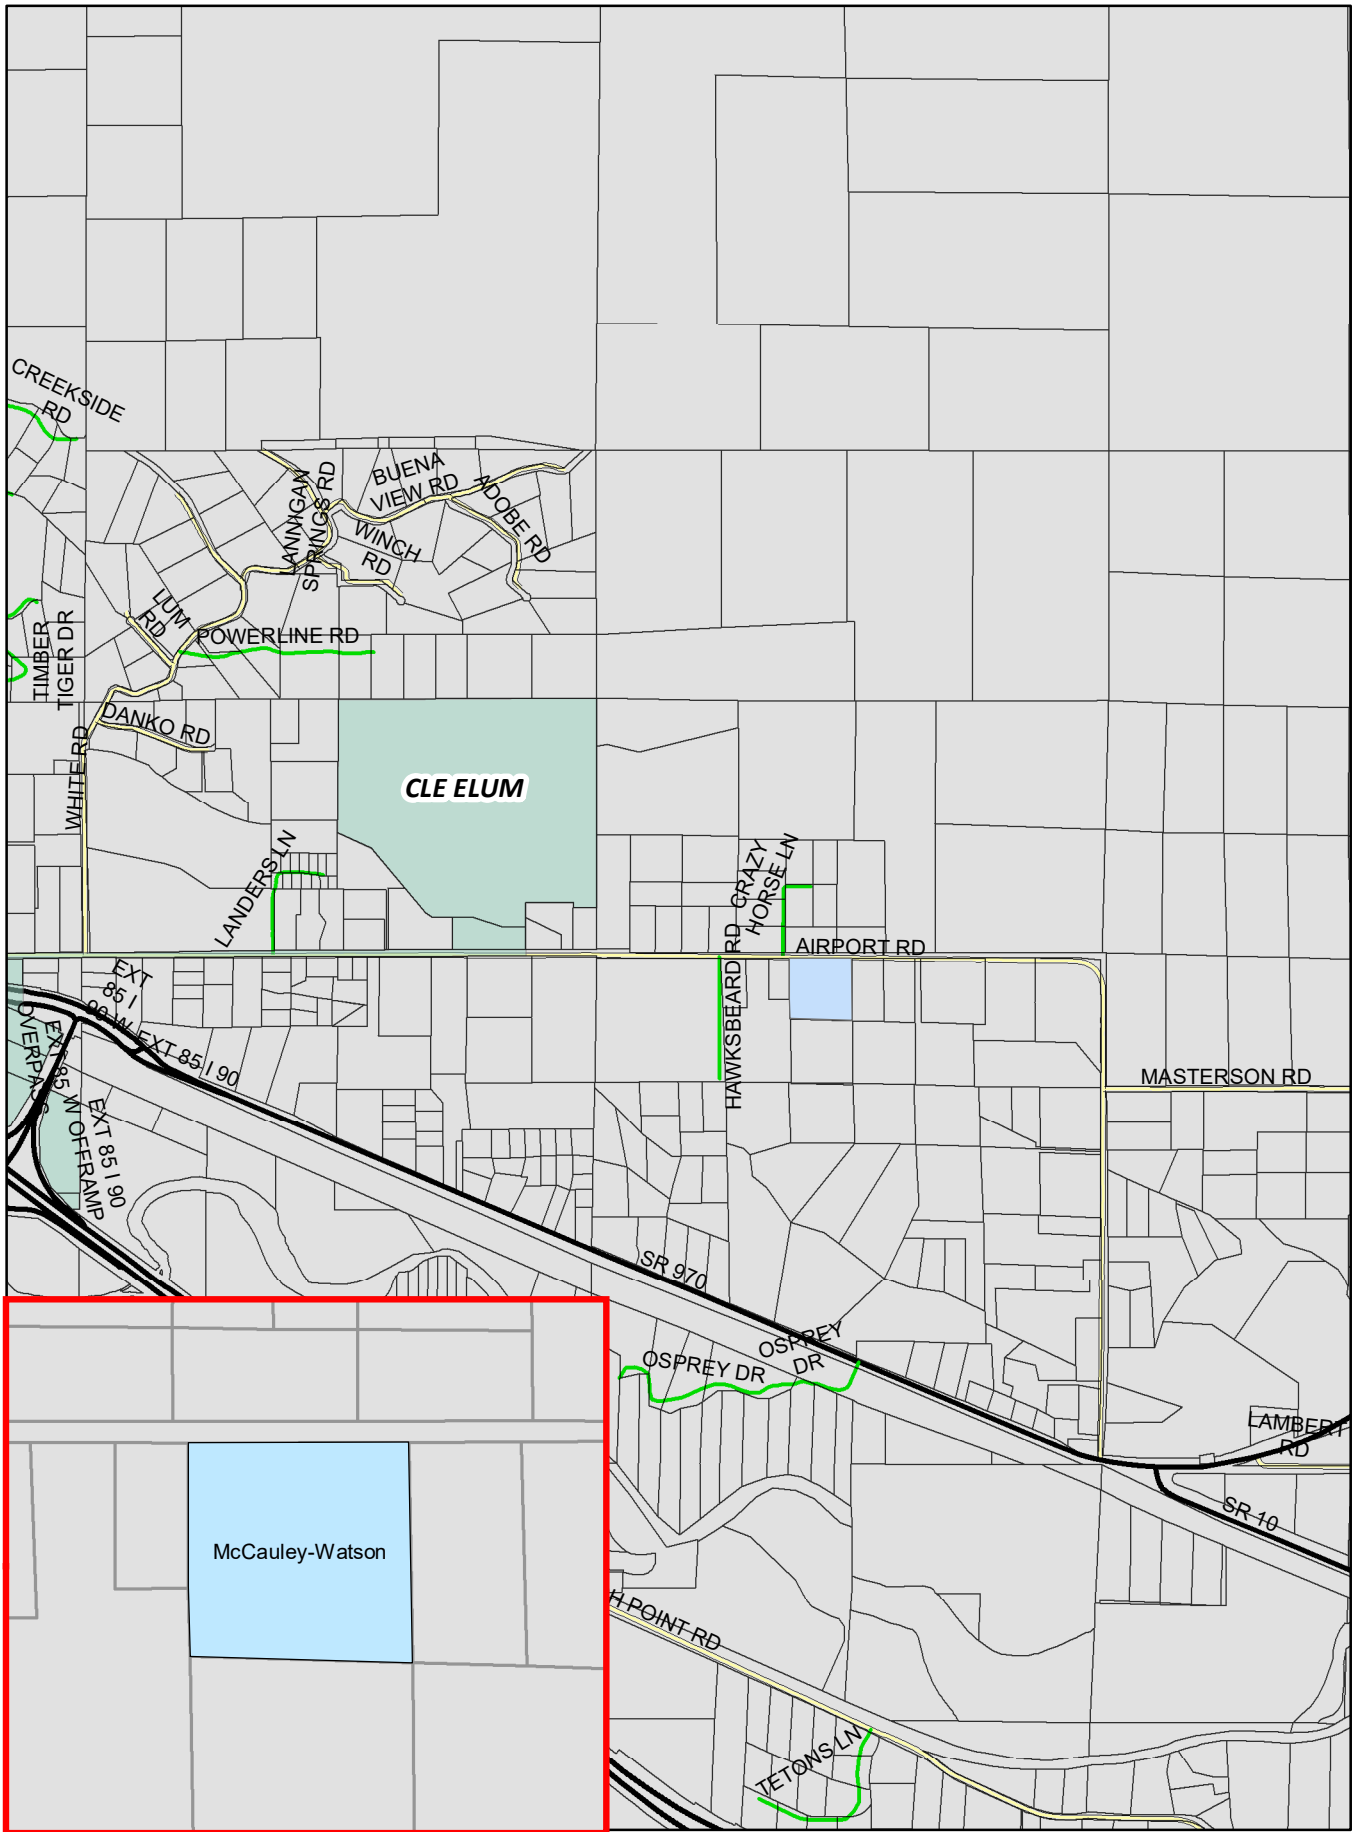 CREEKSIDE
RD
LANNIGAN
SPRINGS RD
BUENA
VIEW RD
ADOBE RD
WINCH
RD
LUM
RD
POWERLINE RD
TIMBER
TIGER DR
DANKO RD
WHITE RD
CLE ELUM
LANDERS LN
CRAZY
HORSE LN
AIRPORT RD
HAWKSBEARD RD
EXT
85 I
90 W
EXT 85 I 90
OVERPASS
EXT 85 I 90
W OFFRAMP
MASTERSON RD
SR 970
OSPREY DR
OSPREY
DR
LAMBERT
RD
SR 10
McCauley-Watson
H POINT RD
TETONS LN